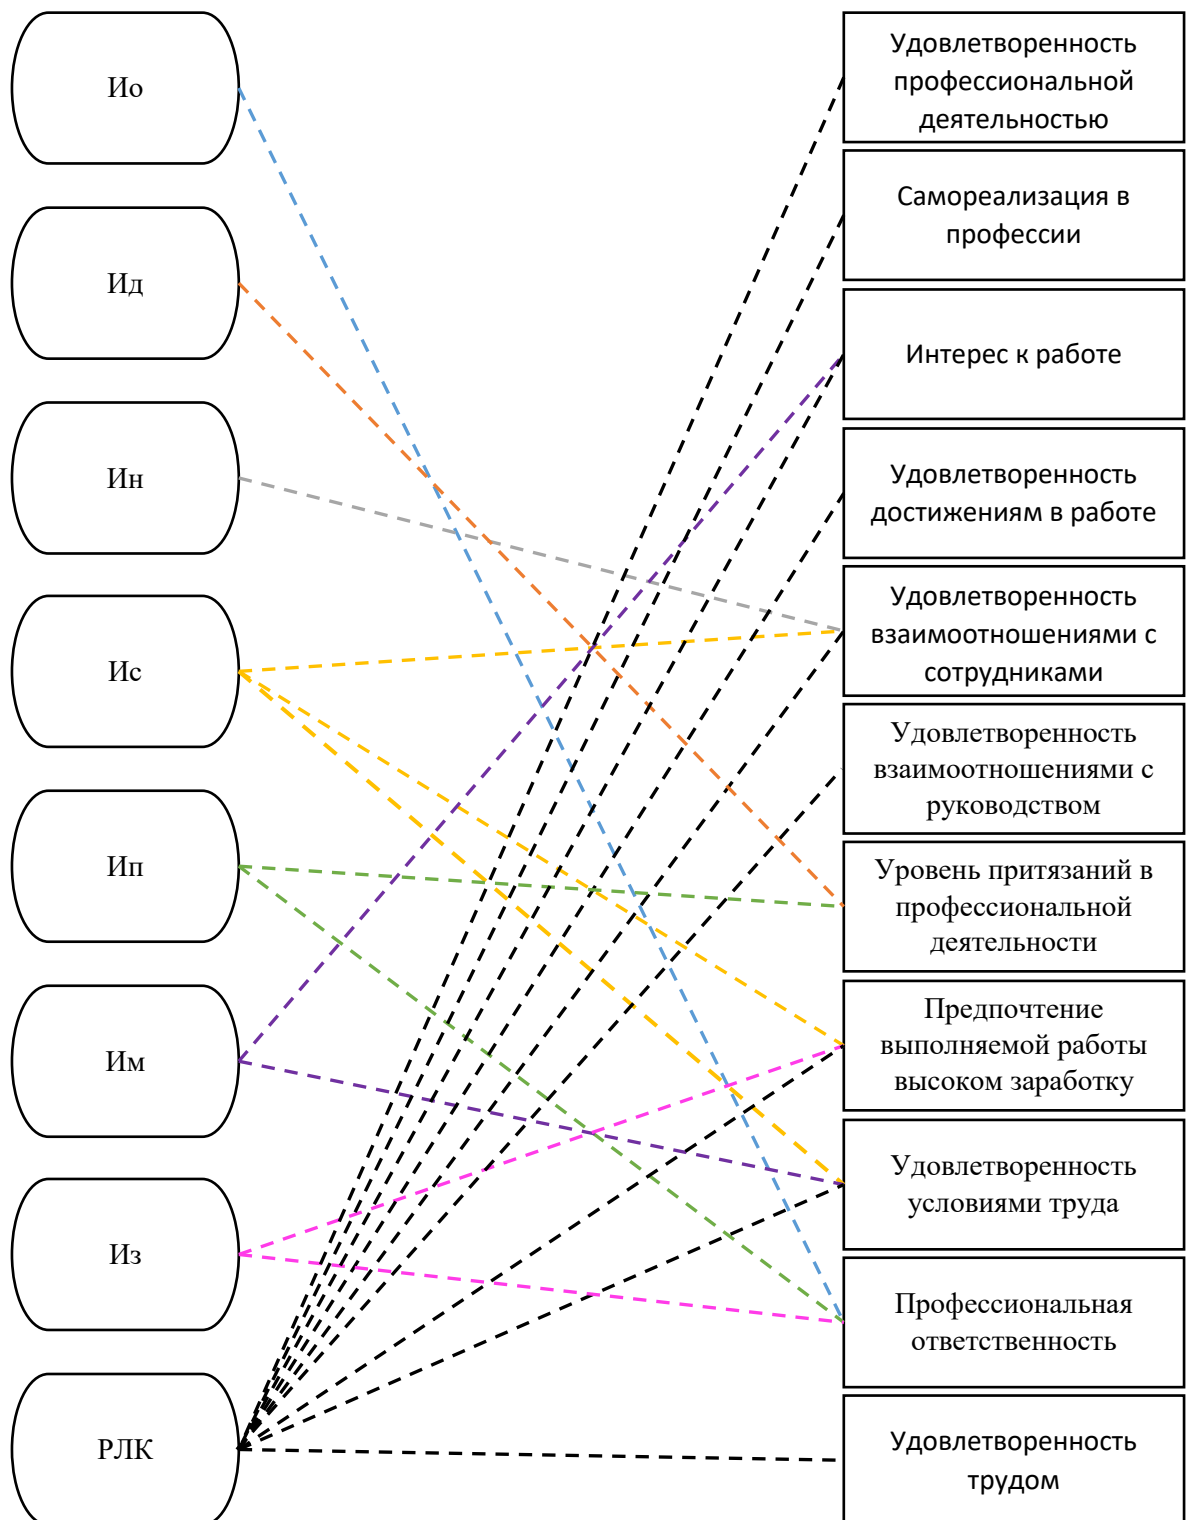 Ио
Ид
Ин
Ис
Ип
Им
Из
РЛК
Удовлетворенность
профессиональной
деятельностью
Самореализация в
профессии
Интерес к работе
Удовлетворенность
достижениям в работе
Удовлетворенность
взаимоотношениями с
сотрудниками
Удовлетворенность
взаимоотношениями с
руководством
Уровень притязаний в
профессиональной
деятельности
Предпочтение
выполняемой работы
высоком заработку
Удовлетворенность
условиями труда
Профессиональная
ответственность
Удовлетворенность
трудом